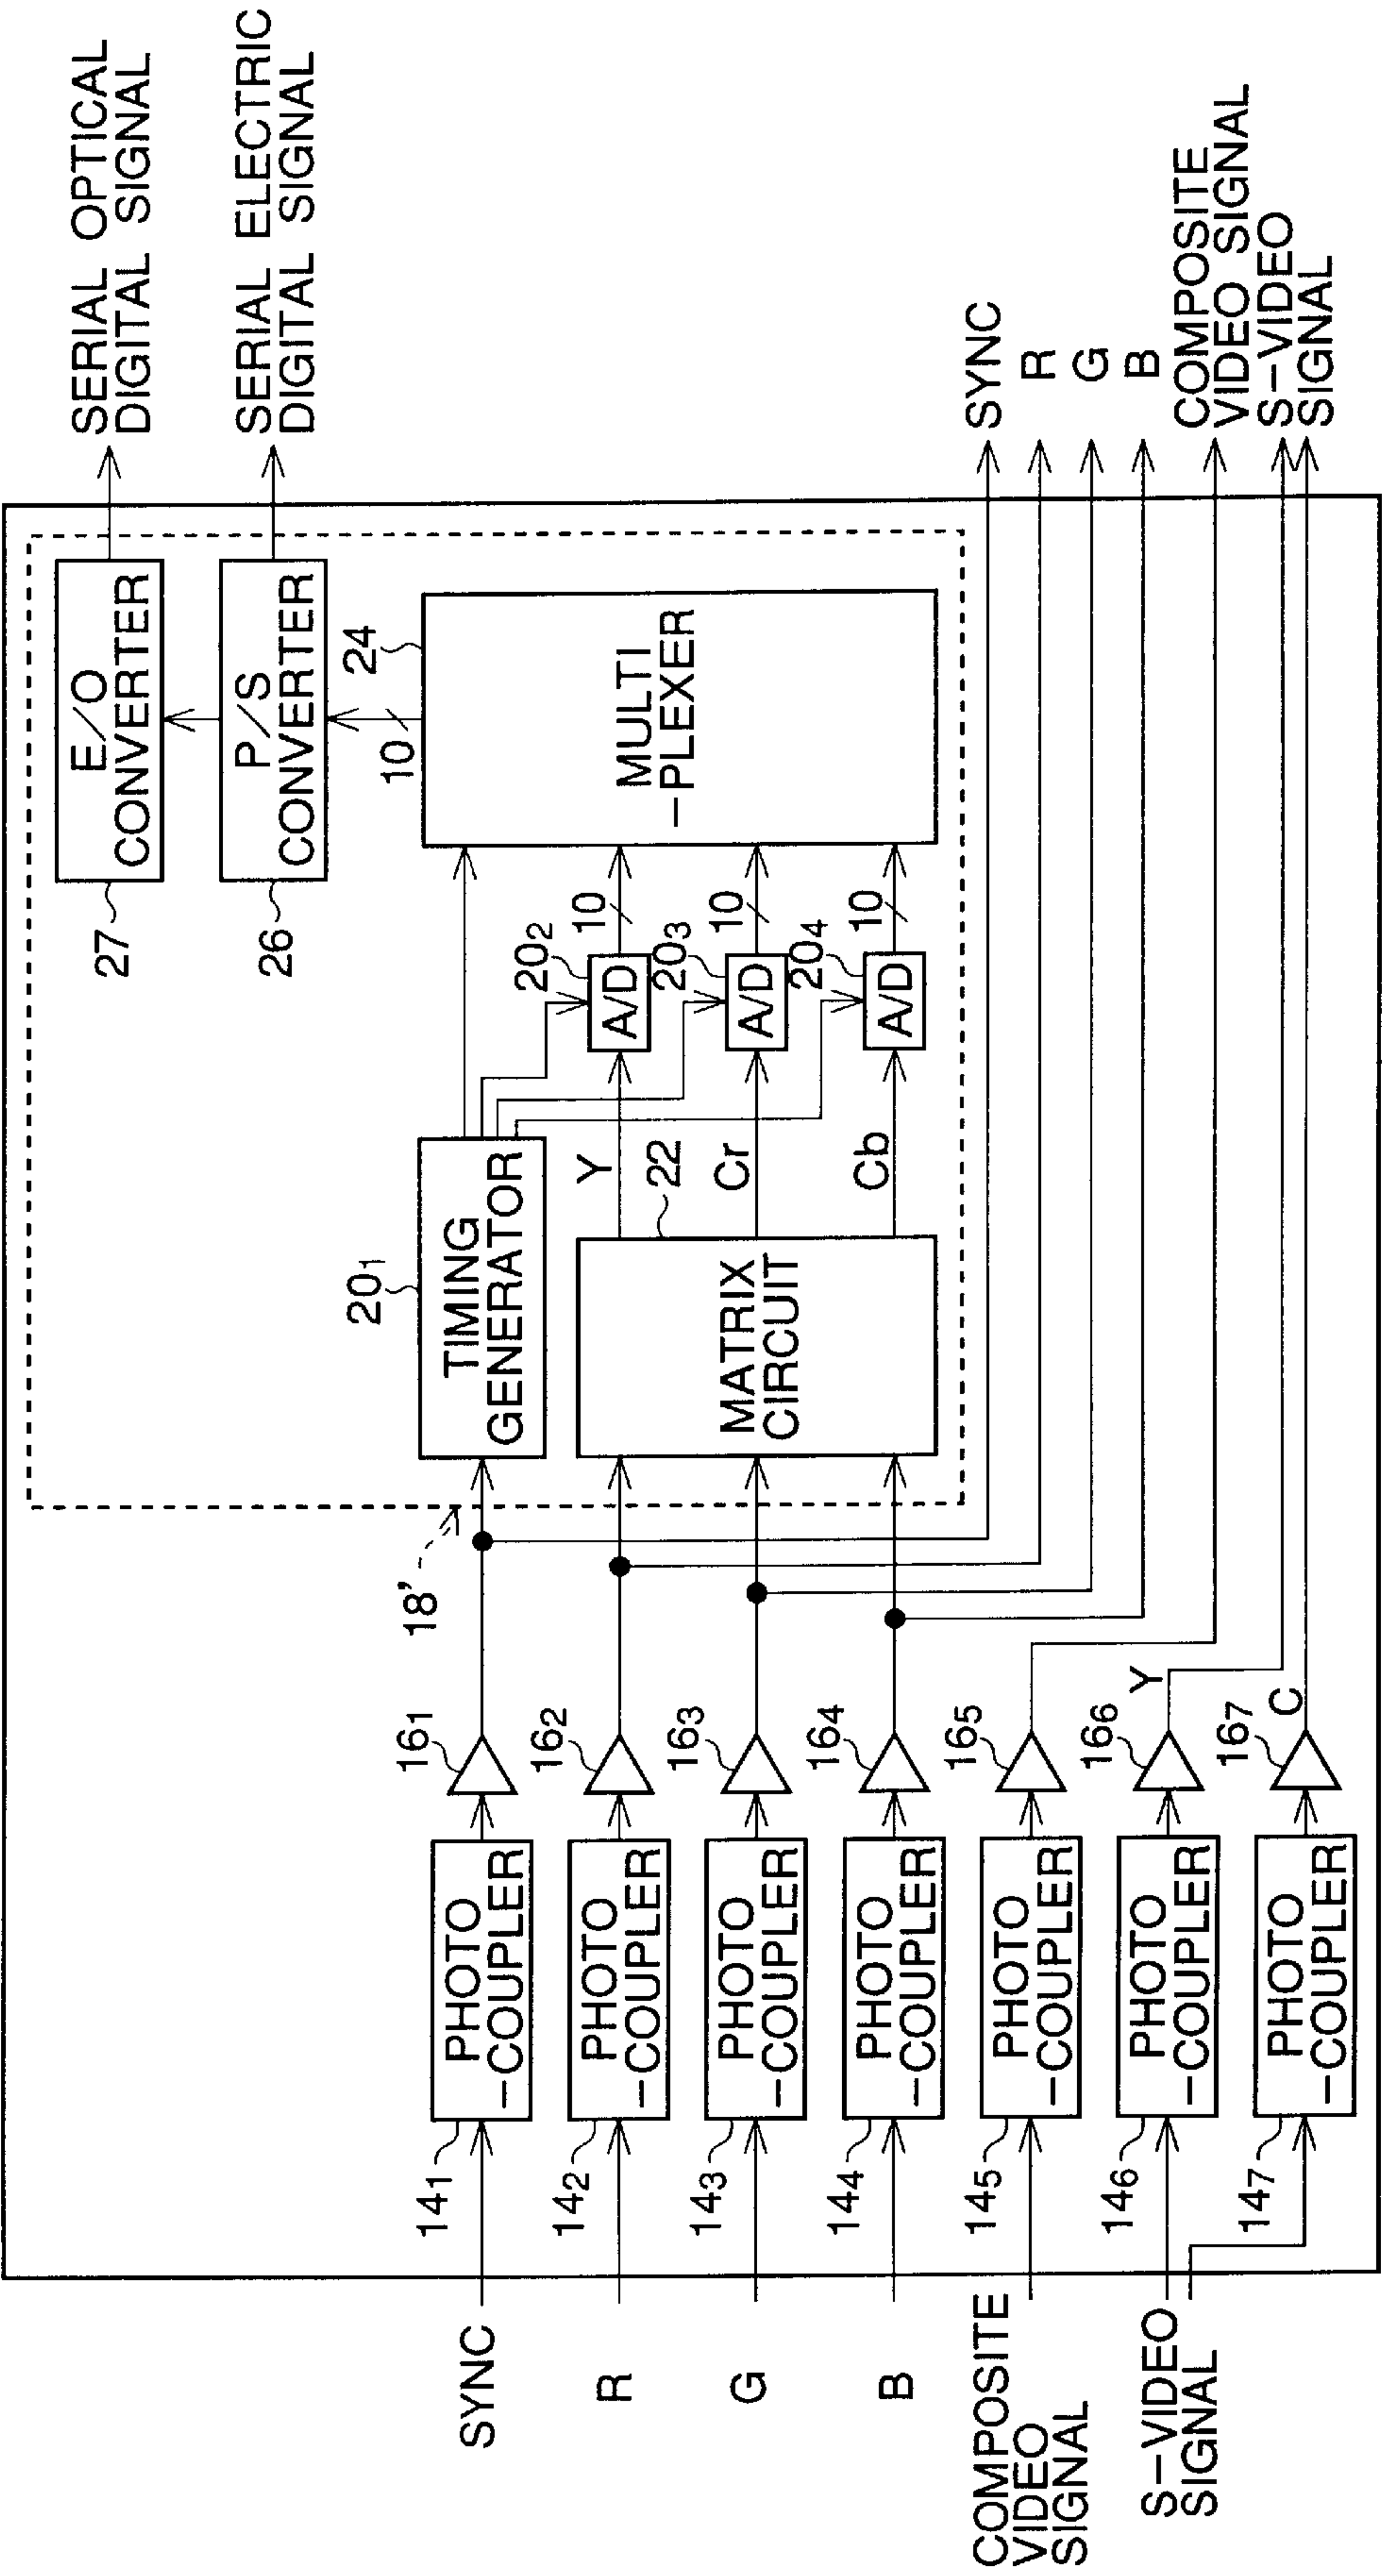 SERIAL OPTICAL
DIGITAL SIGNAL
SERIAL ELECTRIC
DIGITAL SIGNAL
E/O
CONVERTER
27
P/S
CONVERTER
26
10
24
MULTI
-PLEXER
20₁
TIMING
GENERATOR
18'
20₂
A/D
10
20₃
A/D
10
20₄
A/D
10
Y
22
Cr
Cb
MATRIX
CIRCUIT
SYNC
14₁
PHOTO
-COUPLER
16₁
R
14₂
PHOTO
-COUPLER
16₂
G
14₃
PHOTO
-COUPLER
16₃
B
14₄
PHOTO
-COUPLER
16₄
COMPOSITE
VIDEO
SIGNAL
14₅
PHOTO
-COUPLER
16₅
S-VIDEO
SIGNAL
14₆
PHOTO
-COUPLER
16₆
Y
14₇
PHOTO
-COUPLER
16₇
C
SYNC
R
G
B
COMPOSITE
VIDEO SIGNAL
S-VIDEO
SIGNAL